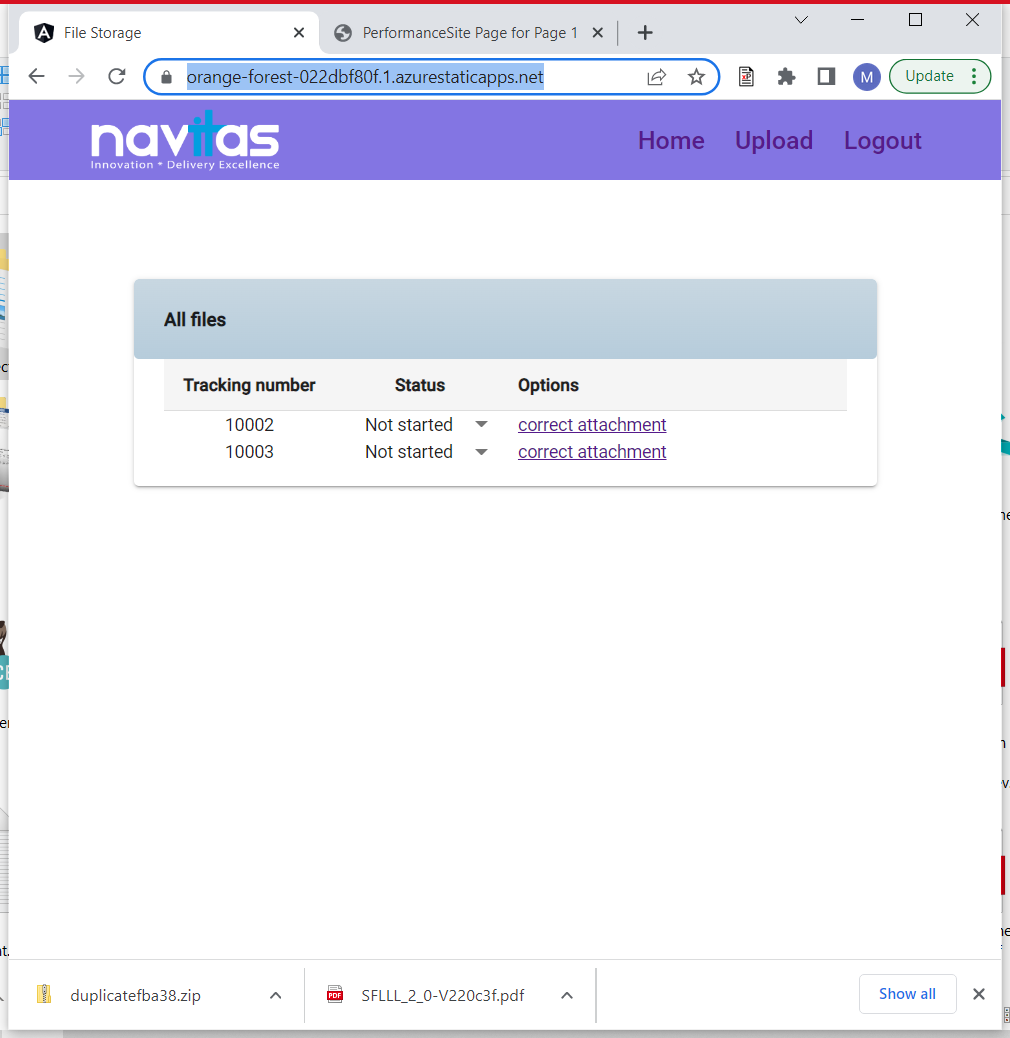 File Storage
PerformanceSite Page for Page 1
orange-forest-022dbf80f.1.azurestaticapps.net
M
Update
navitas
Innovation * Delivery Excellence
Home Upload Logout
All files
Tracking number Status Options
10002 Not started correct attachment
10003 Not started correct attachment
duplicatefba38.zip
PDF
SFLLL_2_0-V220c3f.pdf
Show all